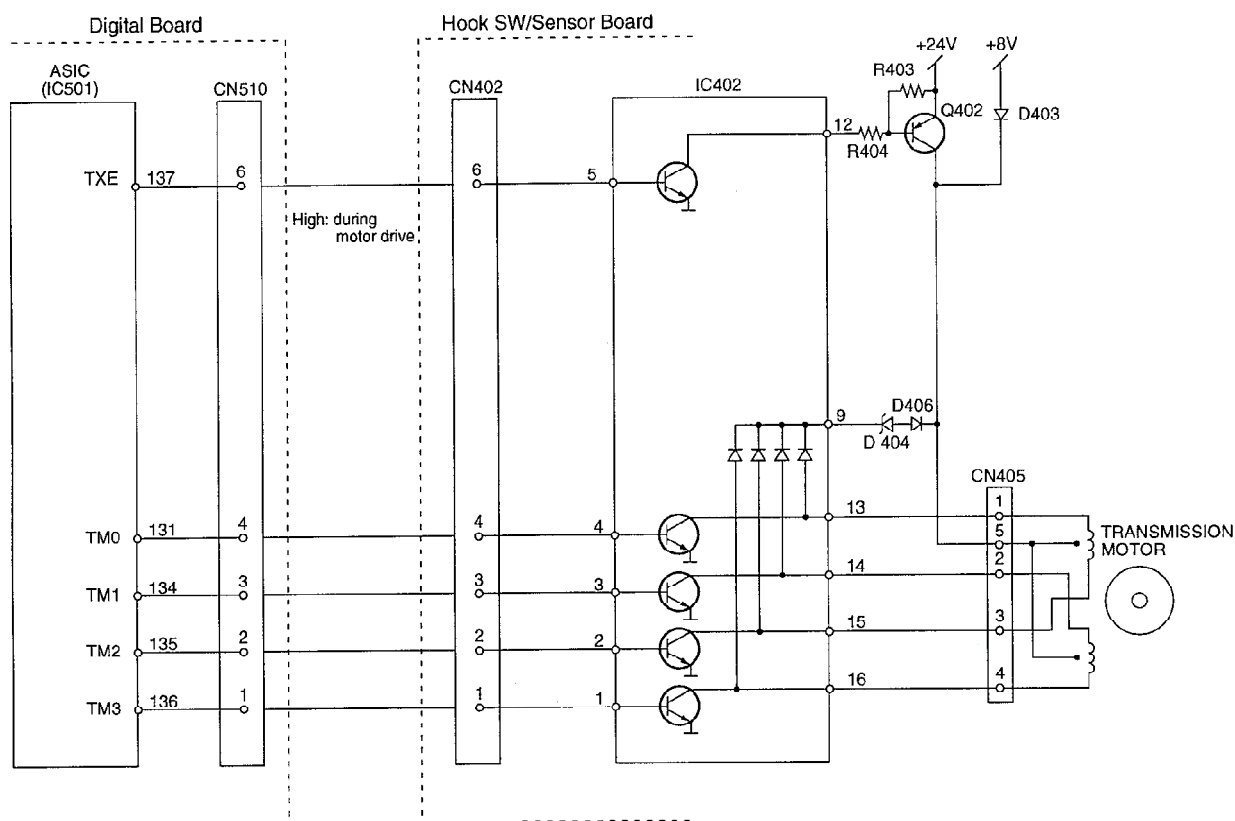 Digital Board
Hook SW/Sensor Board
ASIC
(IC501)
CN510
CN402
IC402
+24V
+8V
R403
Q402
D403
12
R404
TXE
137
6
6
5
High: during
motor drive
9
D406
D404
CN405
TM0
131
4
4
4
13
1
5
TRANSMISSION
MOTOR
TM1
134
3
3
3
14
2
TM2
135
2
2
2
15
3
TM3
136
1
1
1
16
4